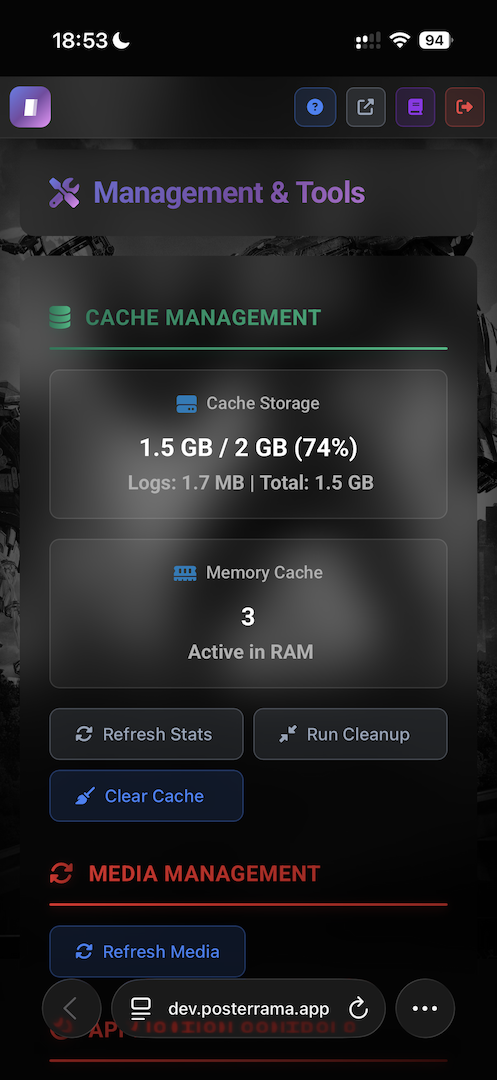 18:53
94
Management & Tools
CACHE MANAGEMENT
Cache Storage
1.5 GB / 2 GB (74%)
Logs: 1.7 MB | Total: 1.5 GB
Memory Cache
3
Active in RAM
Refresh Stats
Run Cleanup
Clear Cache
MEDIA MANAGEMENT
Refresh Media
dev.posterrama.app